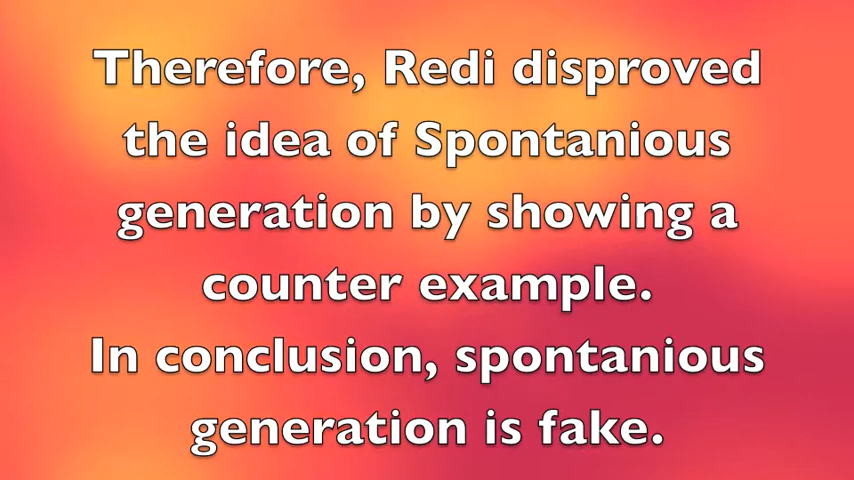 Therefore, Redi disproved
the idea of Spontanious
generation by showing a
counter example.
In conclusion, spontanious
generation is fake.